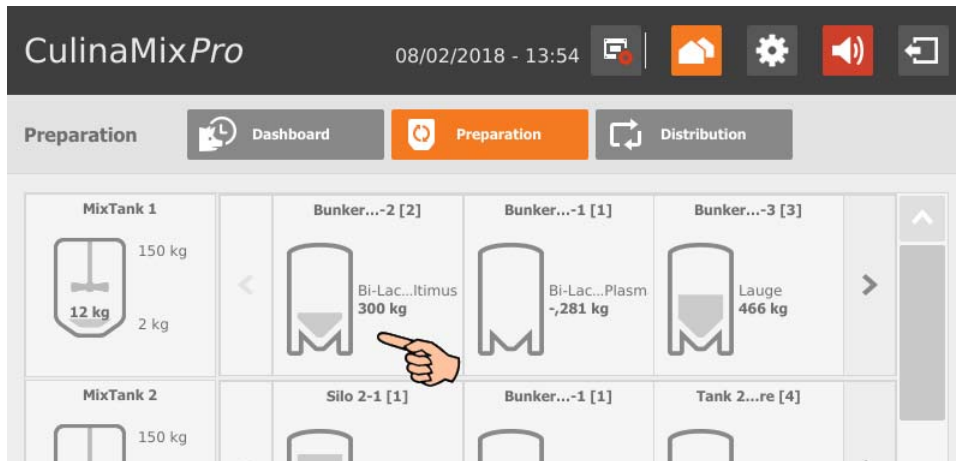 CulinaMixPro
08/02/2018 - 13:54
Preparation
Dashboard
Preparation
Distribution
MixTank 1
150 kg
12 kg
2 kg
Bunker...-2 [2]
Bi-Lac...ltimus
300 kg
Bunker...-1 [1]
Bi-Lac...Plasm
-,281 kg
Bunker...-3 [3]
Lauge
466 kg
MixTank 2
150 kg
Silo 2-1 [1]
Bunker...-1 [1]
Tank 2...re [4]